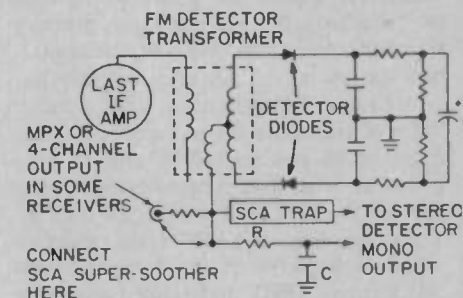 FM DETECTOR
TRANSFORMER
LAST
IF
AMP
DETECTOR
DIODES
MPX OR
4-CHANNEL
OUTPUT
IN SOME
RECEIVERS
SCA TRAP
TO STEREO
DETECTOR
MONO
OUTPUT
R
C
CONNECT
SCA SUPER-SOOTHER
HERE
+